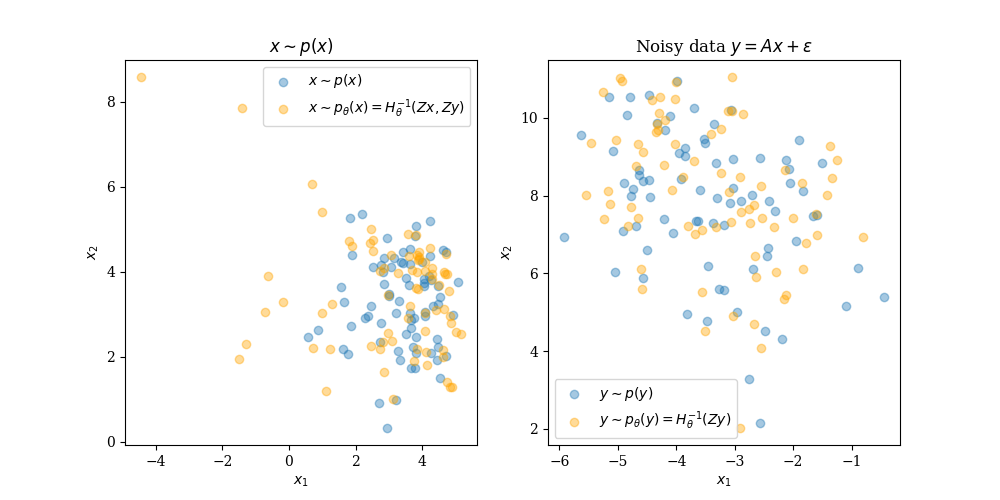 x ∼ p(x)
x ∼ p(x)
x ∼ p_θ(x) = H_θ^{-1}(Zx, Zy)
8
6
4
2
0
x_2
−4 −2 0 2 4
x_1
Noisy data y = Ax + ε
10
8
6
4
2
x_2
y ∼ p(y)
y ∼ p_θ(y) = H_θ^{-1}(Zy)
−6 −5 −4 −3 −2 −1
x_1